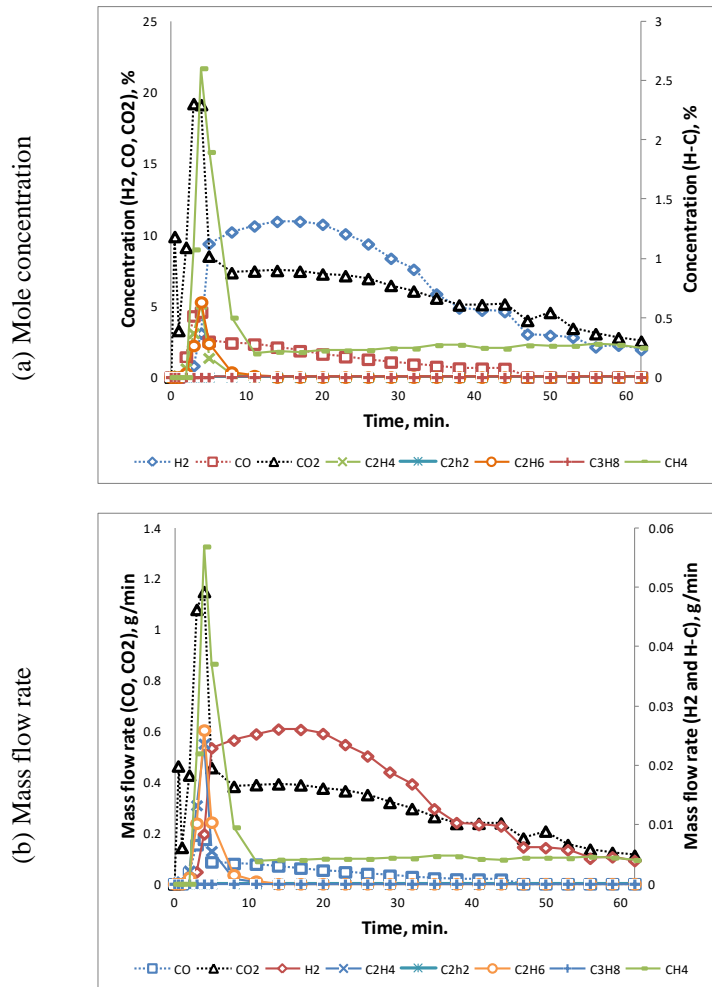 (a) Mole concentration
Concentration (H2, CO, CO2), %
25
20
15
10
5
0
3
2.5
2
1.5
1
0.5
0
Concentration (H-C), %
0 10 20 30 40 50 60
Time, min.
H2 CO CO2 C2H4 C2h2 C2H6 C3H8 CH4
(b) Mass flow rate
Mass flow rate (CO, CO2), g/min
1.4
1.2
1
0.8
0.6
0.4
0.2
0
0.06
0.05
0.04
0.03
0.02
0.01
0
Mass flow rate (H2 and H-C), g/min
0 10 20 30 40 50 60
Time, min.
CO CO2 H2 C2H4 C2h2 C2H6 C3H8 CH4